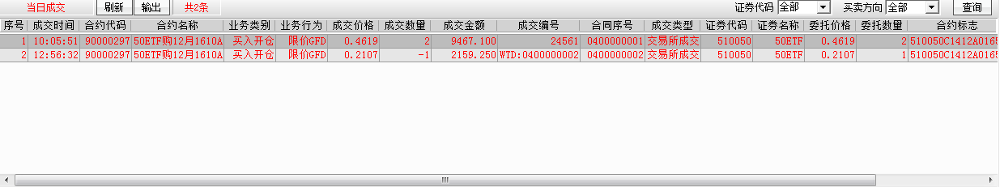 当日成交 刷新 输出 共2条 证券代码 全部 买卖方向 全部 查询
序号 成交时间 合约代码 合约名称 业务类别 业务行为 成交价格 成交数量 成交金额 成交编号 合同序号 成交类型 证券代码 证券名称 委托价格 委托数量 合约标志
1 10:05:51 90000297 50ETF购12月1610A 买入开仓 限价GFD 0.4619 2 9467.100 24561 0400000001 交易所成交 510050 50ETF 0.4619 2 510050C1412A0165
2 12:56:32 90000297 50ETF购12月1610A 买入开仓 限价GFD 0.2107 -1 2159.250 WTD:0400000002 0400000002 交易所成交 510050 50ETF 0.2107 1 510050C1412A0165